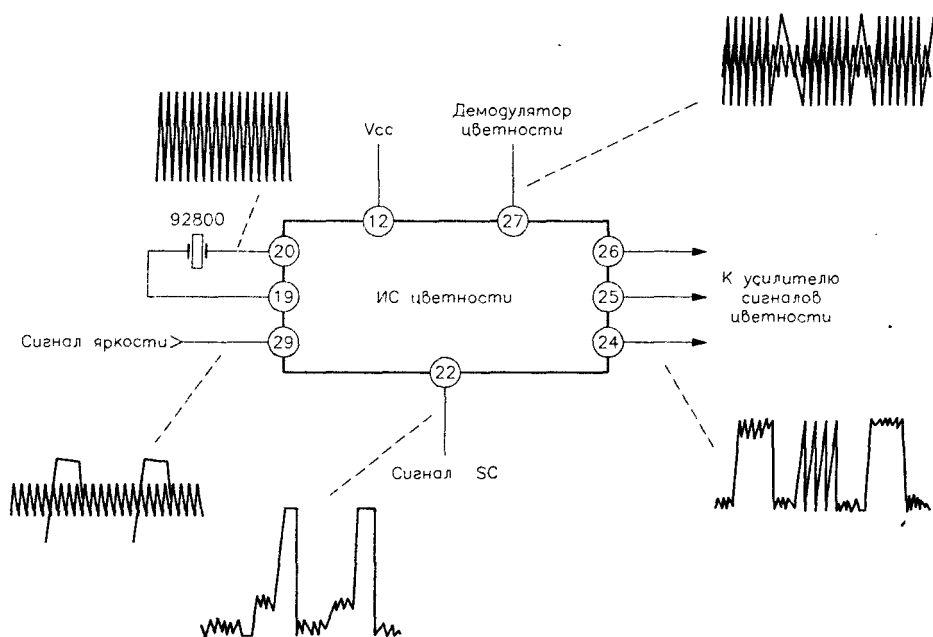 Демодулятор
цветности
Vcc
92800
12
27
20
26
19
ИС цветности
25
К усилителю
сигналов
цветности
Сигнал яркости
29
24
22
Сигнал SC